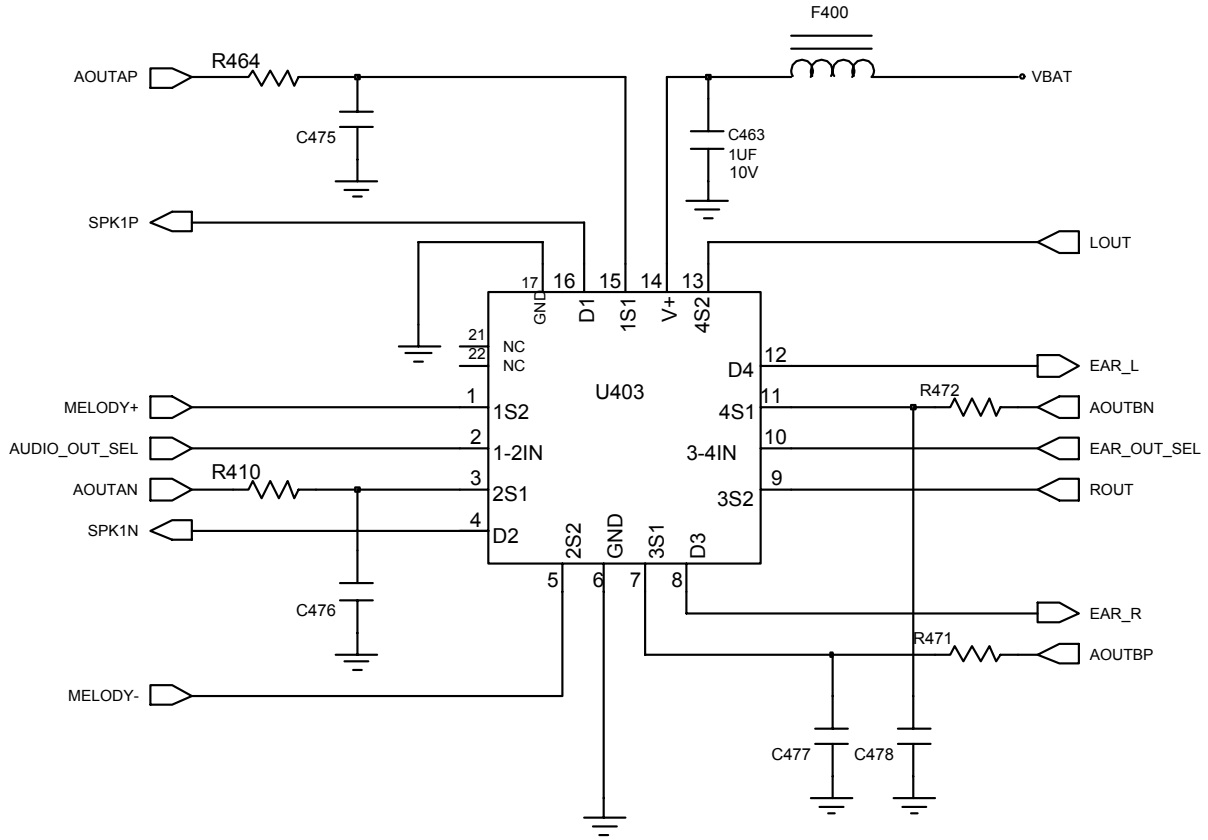 F400
R464
AOUTAP
VBAT
C475
C463
1UF
10V
SPK1P
LOUT
17
16
15
14
13
GND
D1
1S1
V+
4S2
21
NC
22
NC
12
D4
EAR_L
U403
R472
MELODY+
1
1S2
11
4S1
AOUTBN
AUDIO_OUT_SEL
2
1-2IN
10
3-4IN
EAR_OUT_SEL
R410
AOUTAN
3
2S1
9
3S2
ROUT
SPK1N
4
D2
2S2
GND
3S1
D3
5
6
7
8
C476
EAR_R
R471
AOUTBP
MELODY-
C477
C478